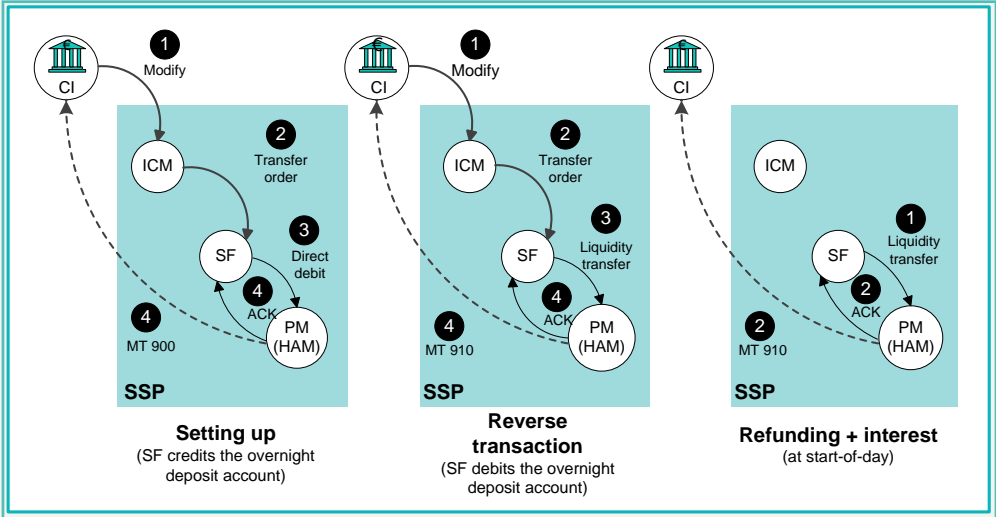 €
CI
1
Modify
2
Transfer
order
ICM
3
Direct
debit
SF
4
ACK
4
MT 900
PM
(HAM)
SSP
Setting up
(SF credits the overnight
deposit account)
€
CI
1
Modify
2
Transfer
order
ICM
3
Liquidity
transfer
SF
4
ACK
4
MT 910
PM
(HAM)
SSP
Reverse
transaction
(SF debits the overnight
deposit account)
€
CI
ICM
1
Liquidity
transfer
SF
2
ACK
2
MT 910
PM
(HAM)
SSP
Refunding + interest
(at start-of-day)